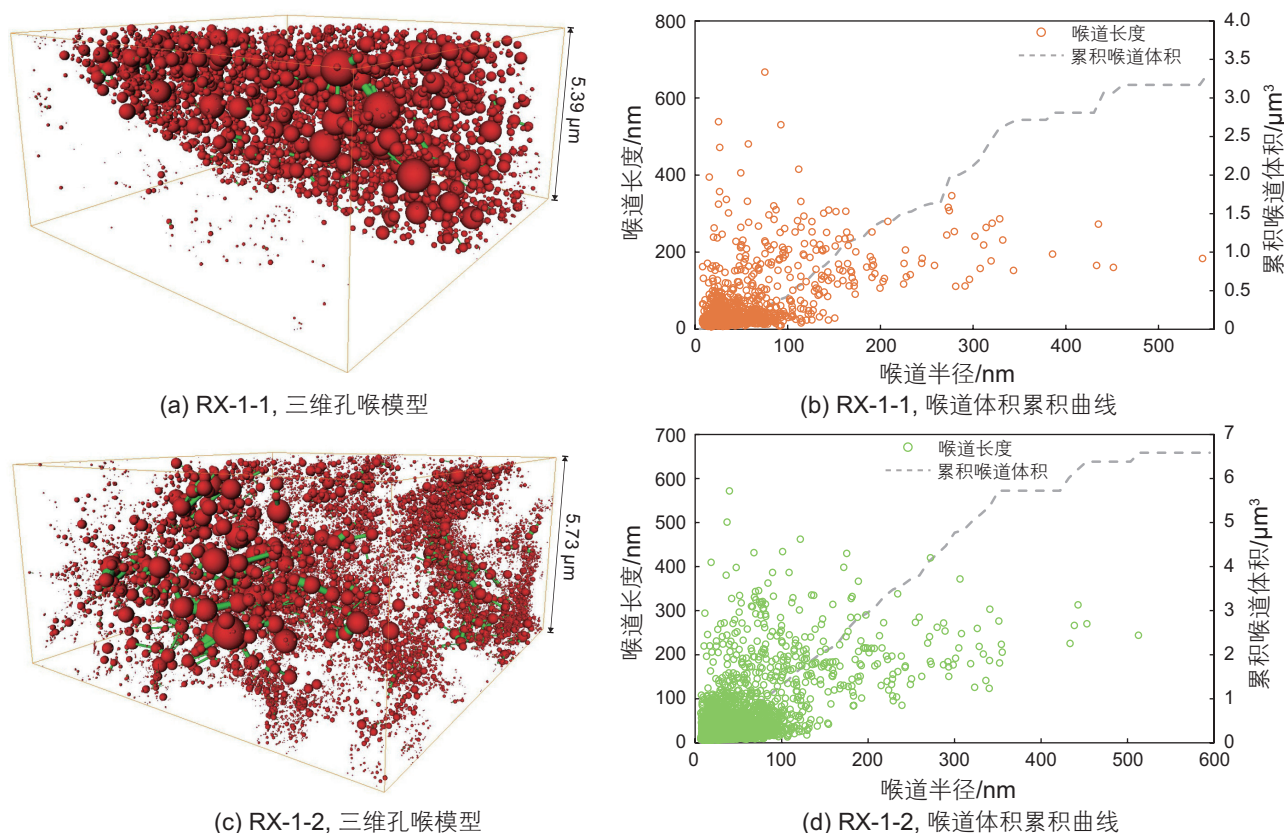 5.39 μm
(a) RX-1-1, 三维孔喉模型
喉道长度
累积喉道体积
800
600
400
200
0
喉道长度/nm
4.0
3.5
3.0
2.5
2.0
1.5
1.0
0.5
0
累积喉道体积/μm³
0
100
200
300
400
500
喉道半径/nm
(b) RX-1-1, 喉道体积累积曲线
5.73 μm
(c) RX-1-2, 三维孔喉模型
喉道长度
累积喉道体积
700
600
500
400
300
200
100
0
喉道长度/nm
7
6
5
4
3
2
1
0
累积喉道体积/μm³
0
100
200
300
400
500
600
喉道半径/nm
(d) RX-1-2, 喉道体积累积曲线